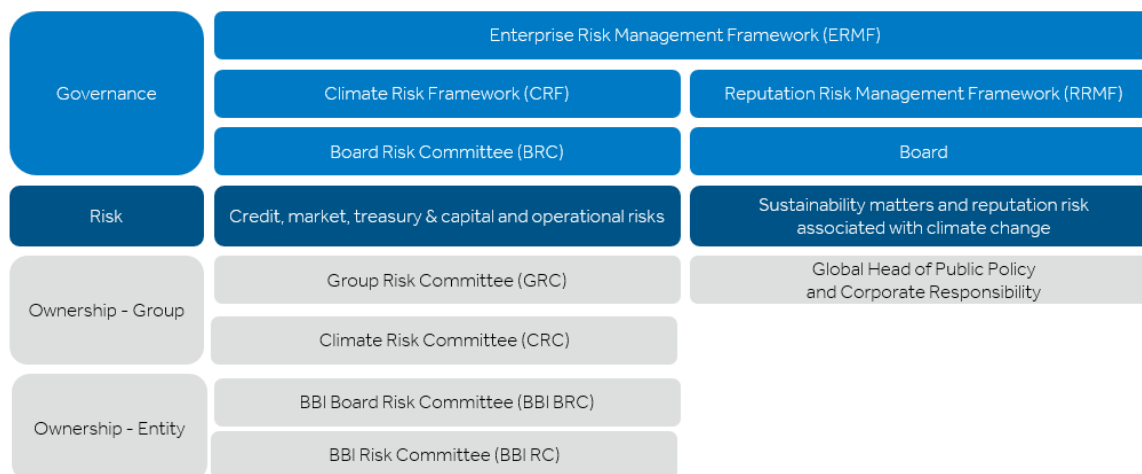 Governance
Enterprise Risk Management Framework (ERMF)
Climate Risk Framework (CRF)
Reputation Risk Management Framework (RRMF)
Board Risk Committee (BRC)
Board
Risk
Credit, market, treasury & capital and operational risks
Sustainability matters and reputation risk
associated with climate change
Ownership - Group
Group Risk Committee (GRC)
Global Head of Public Policy
and Corporate Responsibility
Climate Risk Committee (CRC)
Ownership - Entity
BBI Board Risk Committee (BBI BRC)
BBI Risk Committee (BBI RC)